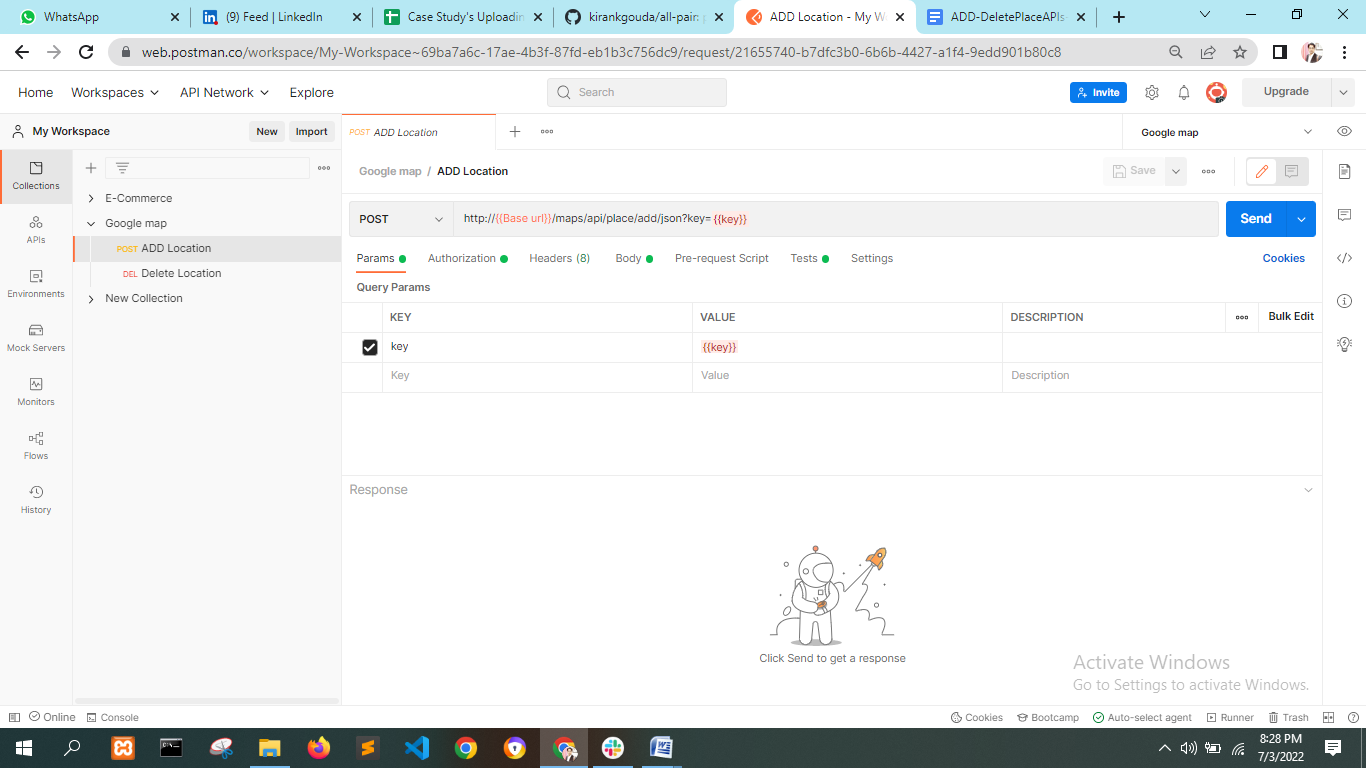 WhatsApp
(9) Feed | LinkedIn
Case Study's Uploadin
kirankgouda/all-pair: p
ADD Location - My W
ADD-DeletePlaceAPIs
web.postman.co/workspace/My-Workspace~69ba7a6c-17ae-4b3f-87fd-eb1b3c756dc9/request/21655740-b7dfc3b0-6b6b-4427-a1f4-9edd901b80c8
Home
Workspaces
API Network
Explore
Search
Invite
Upgrade
My Workspace
New
Import
POST ADD Location
Google map
Collections
APIs
Environments
Mock Servers
Monitors
Flows
History
E-Commerce
Google map
POST ADD Location
DEL Delete Location
New Collection
Google map / ADD Location
Save
POST
http://{{Base url}}/maps/api/place/add/json?key= {{key}}
Send
Params
Authorization
Headers (8)
Body
Pre-request Script
Tests
Settings
Cookies
Query Params
KEY
VALUE
DESCRIPTION
Bulk Edit
key
{{key}}
Key
Value
Description
Response
Click Send to get a response
Activate Windows
Go to Settings to activate Windows.
Online
Console
Cookies
Bootcamp
Auto-select agent
Runner
Trash
8:28 PM
7/3/2022